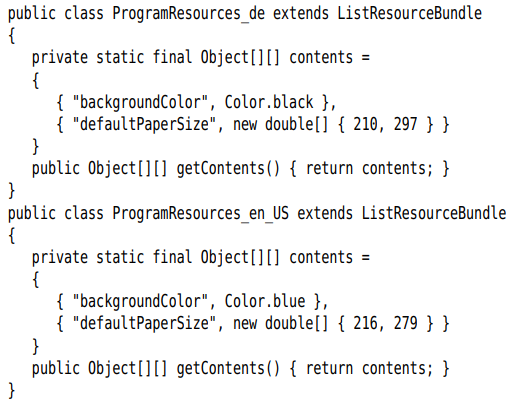 public class ProgramResources_de extends ListResourceBundle
{
   private static final Object[][] contents =
   {
      { "backgroundColor", Color.black },
      { "defaultPaperSize", new double[] { 210, 297 } }
   }
   public Object[][] getContents() { return contents; }
}
public class ProgramResources_en_US extends ListResourceBundle
{
   private static final Object[][] contents =
   {
      { "backgroundColor", Color.blue },
      { "defaultPaperSize", new double[] { 216, 279 } }
   }
   public Object[][] getContents() { return contents; }
}